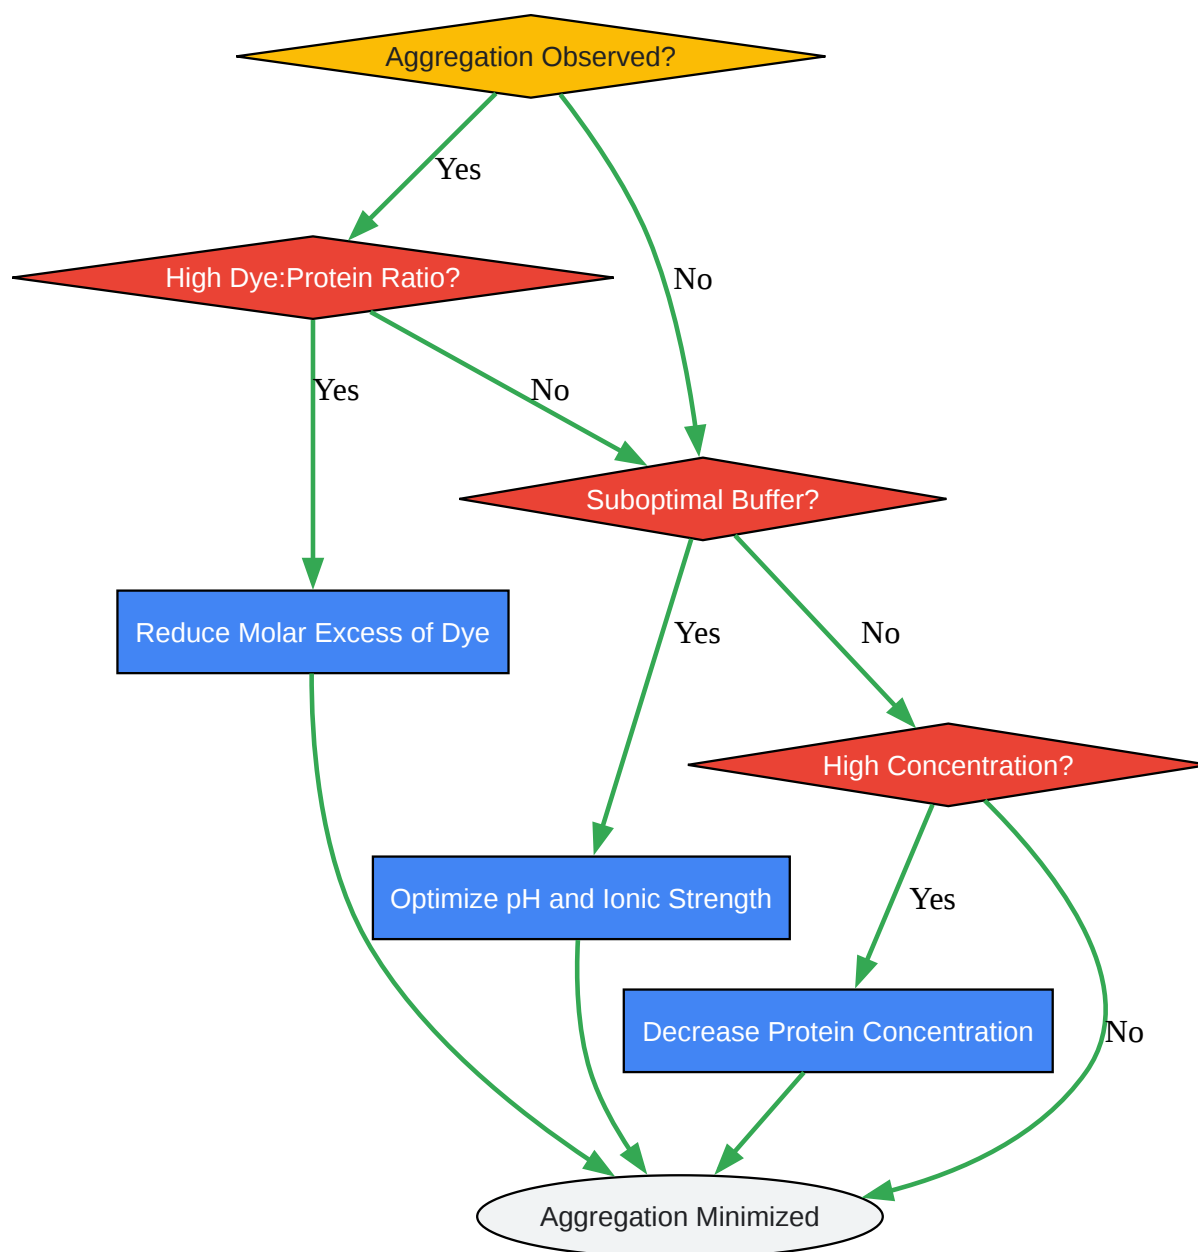 Aggregation Observed?
Yes
High Dye:Protein Ratio?
No
Yes
No
Suboptimal Buffer?
Reduce Molar Excess of Dye
Yes
No
High Concentration?
Optimize pH and Ionic Strength
Yes
Decrease Protein Concentration
No
Aggregation Minimized